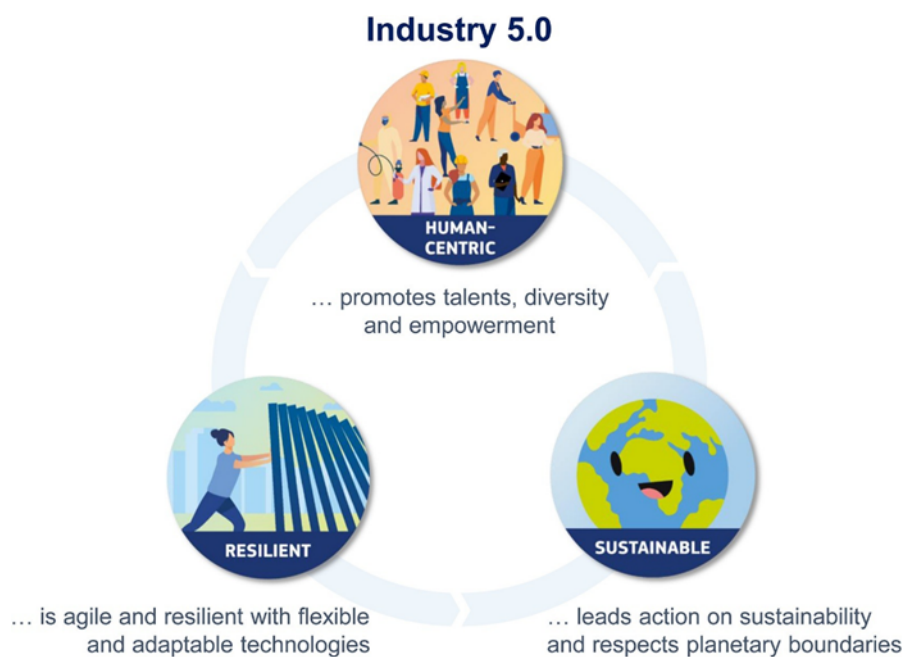 Industry 5.0
HUMAN-
CENTRIC
… promotes talents, diversity
and empowerment
RESILIENT
… is agile and resilient with flexible
and adaptable technologies
SUSTAINABLE
… leads action on sustainability
and respects planetary boundaries